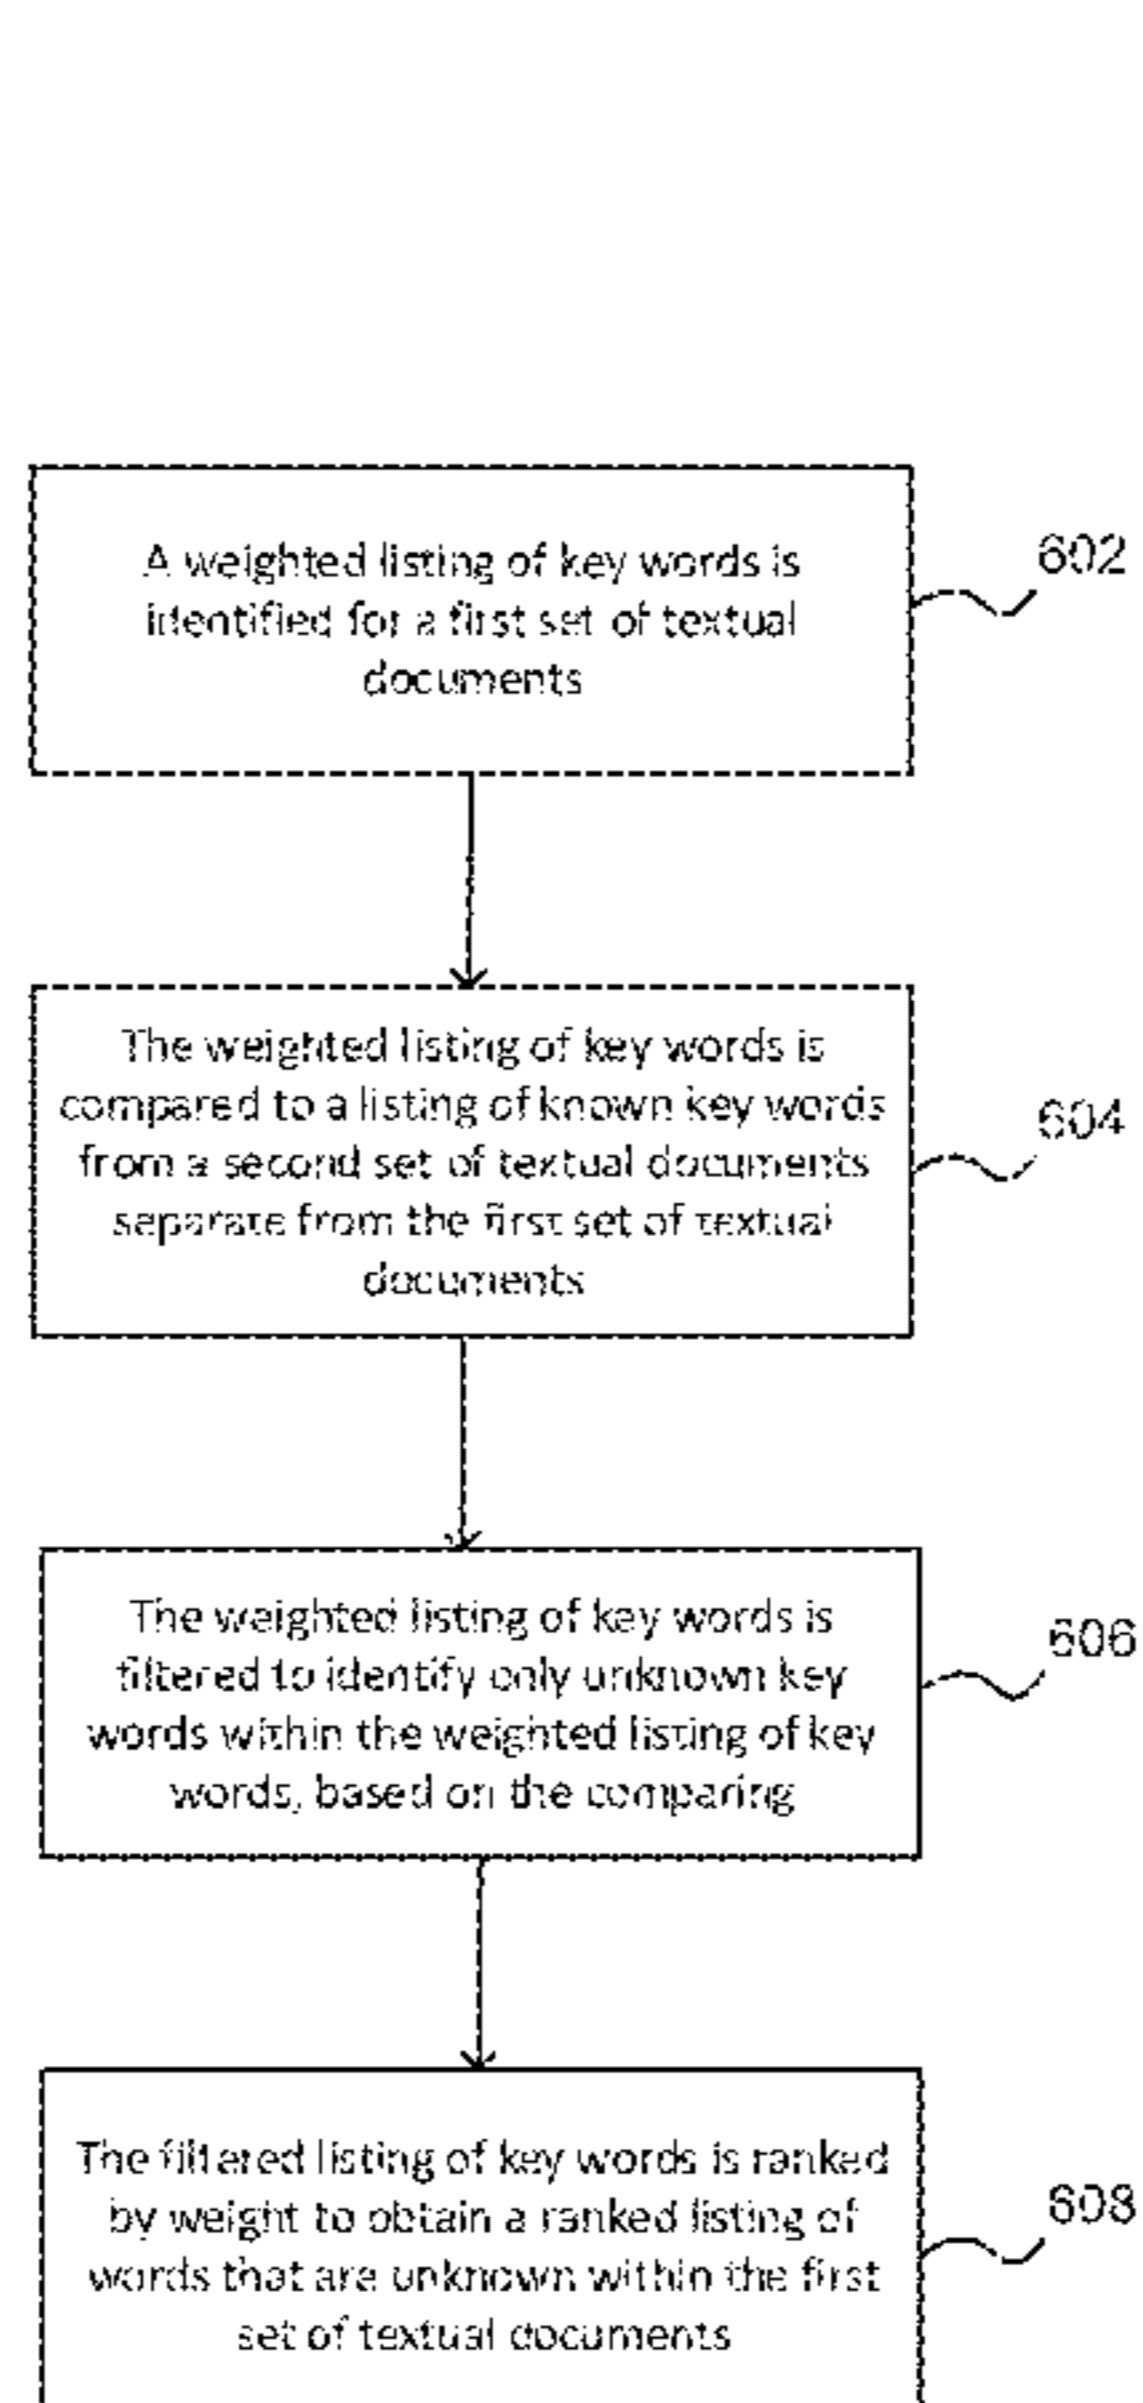 A weighted listing of key words is
identified for a first set of textual
documents
602
The weighted listing of key words is
compared to a listing of known key words
from a second set of textual documents
separate from the first set of textual
documents
604
The weighted listing of key words is
filtered to identify only unknown key
words within the weighted listing of key
words, based on the comparing
606
The filtered listing of key words is ranked
by weight to obtain a ranked listing of
words that are unknown within the first
set of textual documents
608